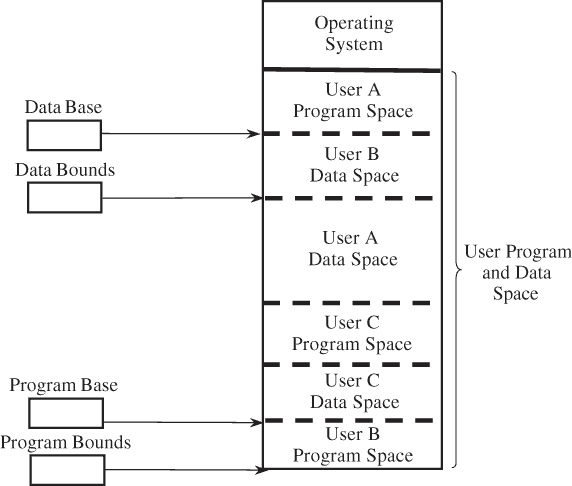 Operating
System
User A
Program Space
Data Base
User B
Data Space
Data Bounds
User A
Data Space
User Program
and Data
Space
User C
Program Space
Program Base
User C
Data Space
Program Bounds
User B
Program Space